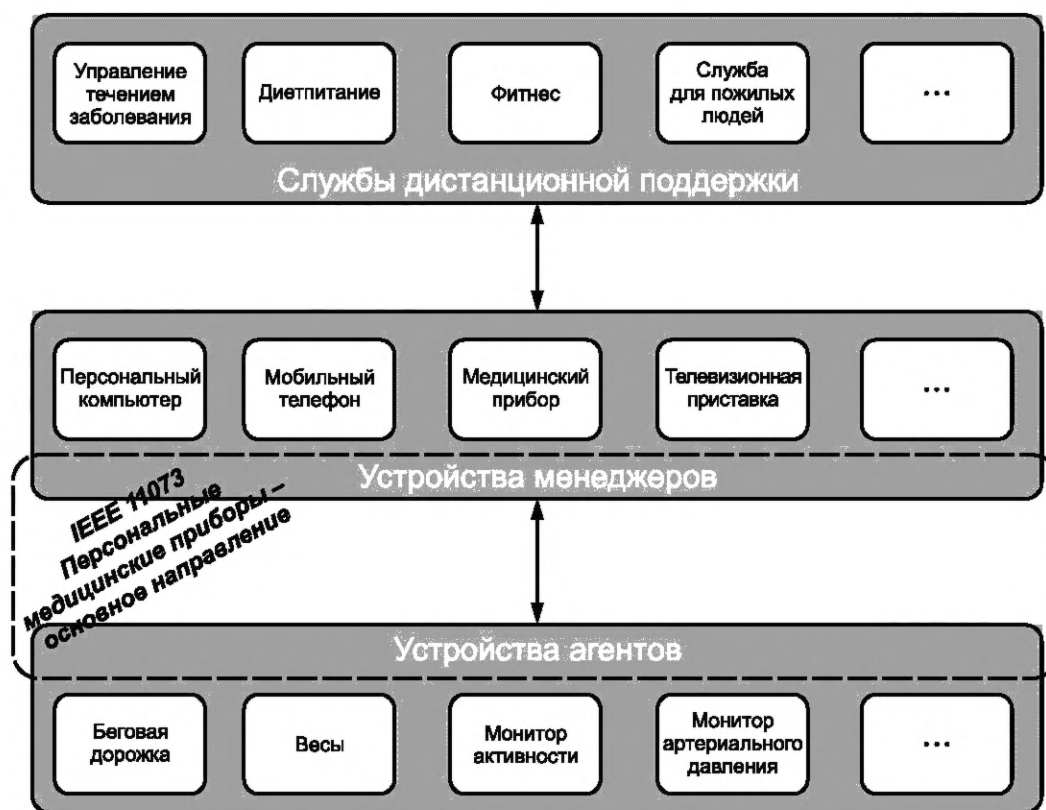 Управление
течением
заболевания
Диетпитание
Фитнес
Служба
для пожилых
людей
...
Службы дистанционной поддержки
Персональный
компьютер
Мобильный
телефон
Медицинский
прибор
Телевизионная
приставка
...
Устройства менеджеров
IEEE 11073
Персональные
медицинские приборы –
основное направление
Устройства агентов
Беговая
дорожка
Весы
Монитор
активности
Монитор
артериального
давления
...